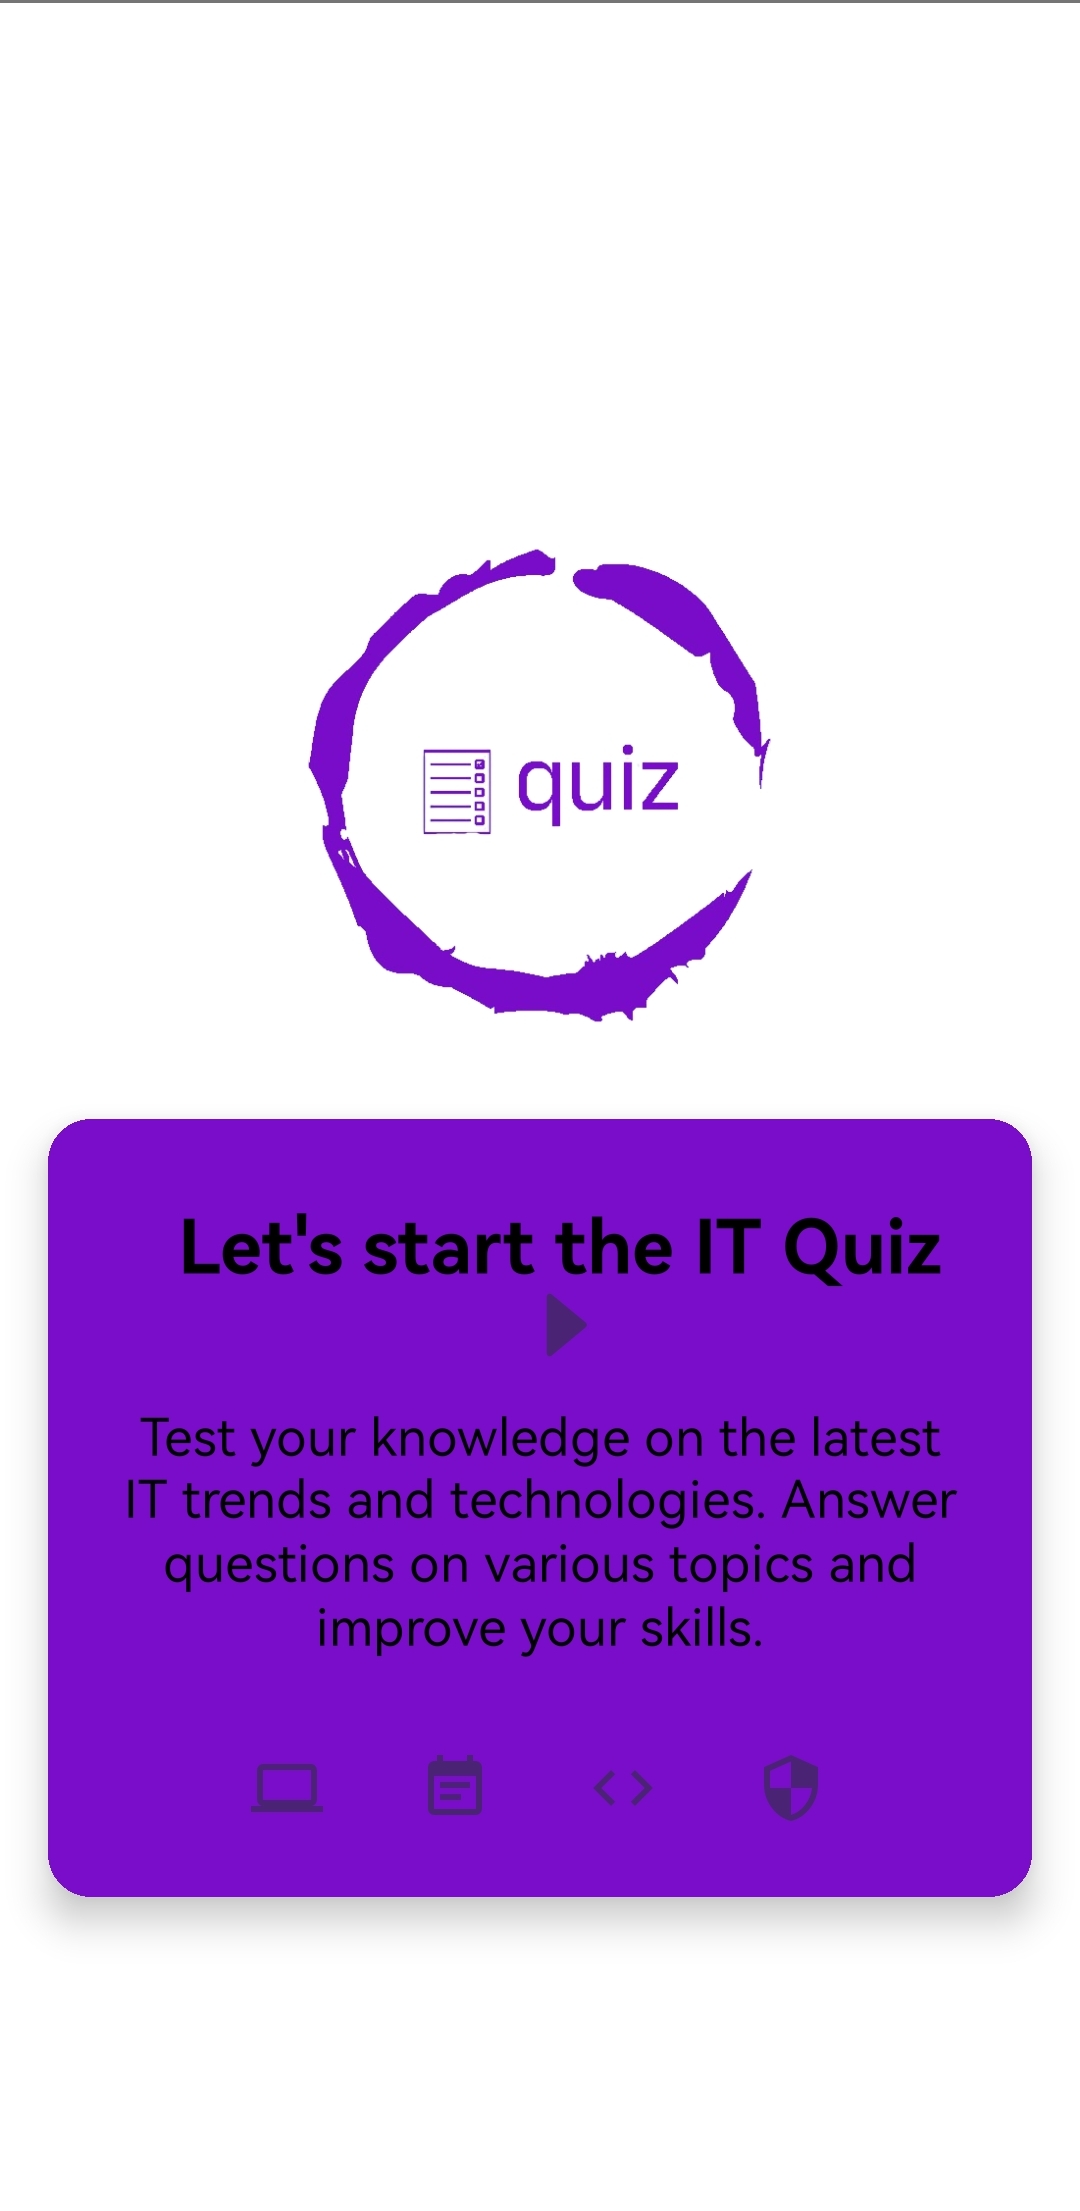 quiz
Let's start the IT Quiz
Test your knowledge on the latest
IT trends and technologies. Answer
questions on various topics and
improve your skills.